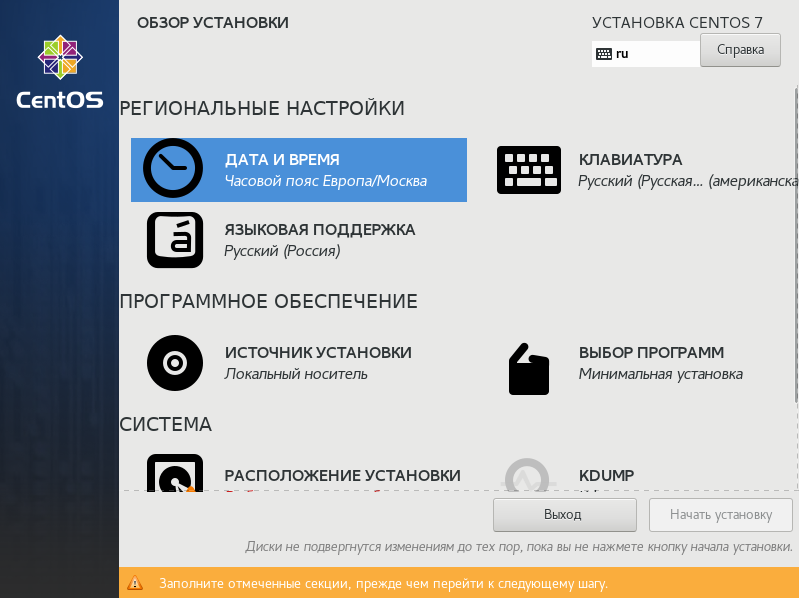 ОБЗОР УСТАНОВКИ
УСТАНОВКА CENTOS 7
ru
Справка
CentOS
РЕГИОНАЛЬНЫЕ НАСТРОЙКИ
ДАТА И ВРЕМЯ
Часовой пояс Европа/Москва
КЛАВИАТУРА
Русский (Русская... (американска
ЯЗЫКОВАЯ ПОДДЕРЖКА
Русский (Россия)
á
ПРОГРАММНОЕ ОБЕСПЕЧЕНИЕ
ИСТОЧНИК УСТАНОВКИ
Локальный носитель
ВЫБОР ПРОГРАММ
Минимальная установка
СИСТЕМА
РАСПОЛОЖЕНИЕ УСТАНОВКИ
KDUMP
Выход
Начать установку
Диски не подвергнутся изменениям до тех пор, пока вы не нажмете кнопку начала установки.
Заполните отмеченные секции, прежде чем перейти к следующему шагу.